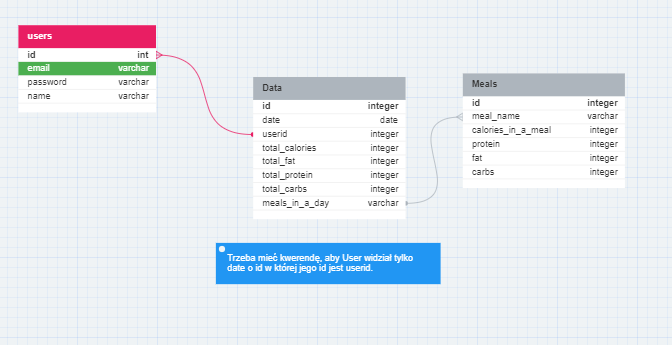 users
id int
email varchar
password varchar
name varchar
Data
id integer
date date
userid integer
total_calories integer
total_fat integer
total_protein integer
total_carbs integer
meals_in_a_day varchar
Meals
id integer
meal_name varchar
calories_in_a_meal integer
protein integer
fat integer
carbs integer
Trzeba mieć kwerendę, aby User widział tylko
date o id w której jego id jest userid.